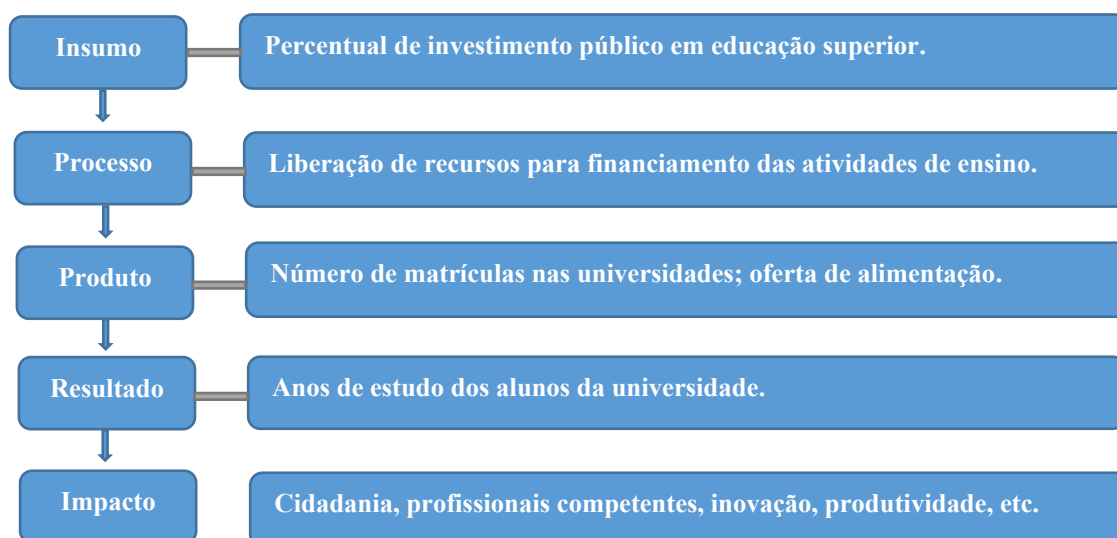 Insumo
Percentual de investimento público em educação superior.
Processo
Liberação de recursos para financiamento das atividades de ensino.
Produto
Número de matrículas nas universidades; oferta de alimentação.
Resultado
Anos de estudo dos alunos da universidade.
Impacto
Cidadania, profissionais competentes, inovação, produtividade, etc.